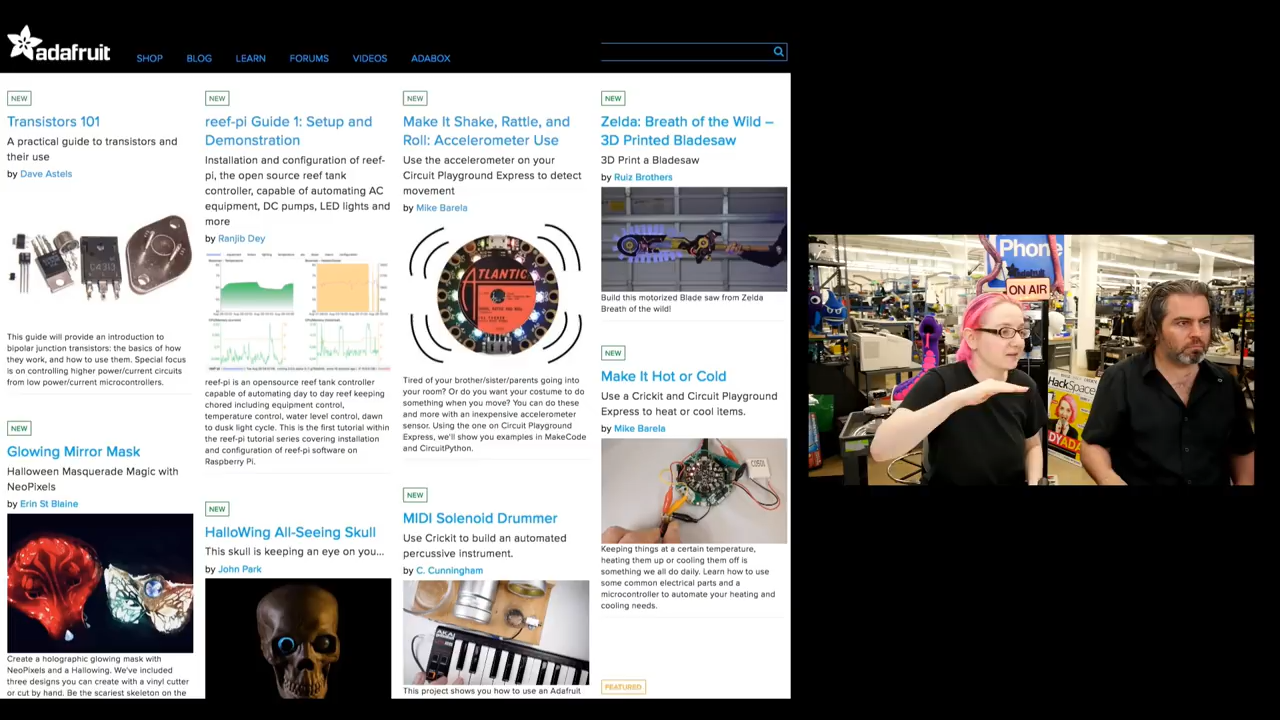 adafruit
SHOP
BLOG
LEARN
FORUMS
VIDEOS
ADABOX
NEW
Transistors 101
A practical guide to transistors and
their use
by Dave Astels
C4313
This guide will provide an introduction to
bipolar junction transistors: the basics of how
they work, and how to use them. Special focus
is on controlling higher power/current circuits
from low power/current microcontrollers.
NEW
Glowing Mirror Mask
Halloween Masquerade Magic with
NeoPixels
by Erin St Blaine
Create a holographic glowing mask with
NeoPixels and a Hallowing. We've included
three designs you can create with a vinyl cutter
or cut by hand. Be the scariest skeleton on the
NEW
reef-pi Guide 1: Setup and
Demonstration
Installation and configuration of reef-
pi, the open source reef tank
controller, capable of automating AC
equipment, DC pumps, LED lights and
more
by Ranjib Dey
reef-pi is an opensource reef tank controller
capable of automating day to day reef keeping
chored including equipment control,
temperature control, water level control, dawn
to dusk light cycle. This is the first tutorial within
the reef-pi tutorial series covering installation
and configuration of reef-pi software on
Raspberry Pi.
NEW
HalloWing All-Seeing Skull
This skull is keeping an eye on you...
by John Park
NEW
Make It Shake, Rattle, and
Roll: Accelerometer Use
Use the accelerometer on your
Circuit Playground Express to detect
movement
by Mike Barela
ATLANTIC
Tired of your brother/sister/parents going into
your room? Or do you want your costume to do
something when you move? You can do these
and more with an inexpensive accelerometer
sensor. Using the one on Circuit Playground
Express, we'll show you examples in MakeCode
and CircuitPython.
NEW
MIDI Solenoid Drummer
Use Crickit to build an automated
percussive instrument.
by C. Cunningham
AKAI
This project shows you how to use an Adafruit
NEW
Zelda: Breath of the Wild –
3D Printed Bladesaw
3D Print a Bladesaw
by Ruiz Brothers
Build this motorized Blade saw from Zelda
Breath of the wild!
NEW
Make It Hot or Cold
Use a Crickit and Circuit Playground
Express to heat or cool items.
by Mike Barela
Keeping things at a certain temperature,
heating them up or cooling them off is
something we all do daily. Learn how to use
some common electrical parts and a
microcontroller to automate your heating and
cooling needs.
FEATURED
Phone
ON AIR
HackSpace